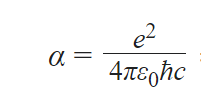 α = e² / 4πε₀ħc